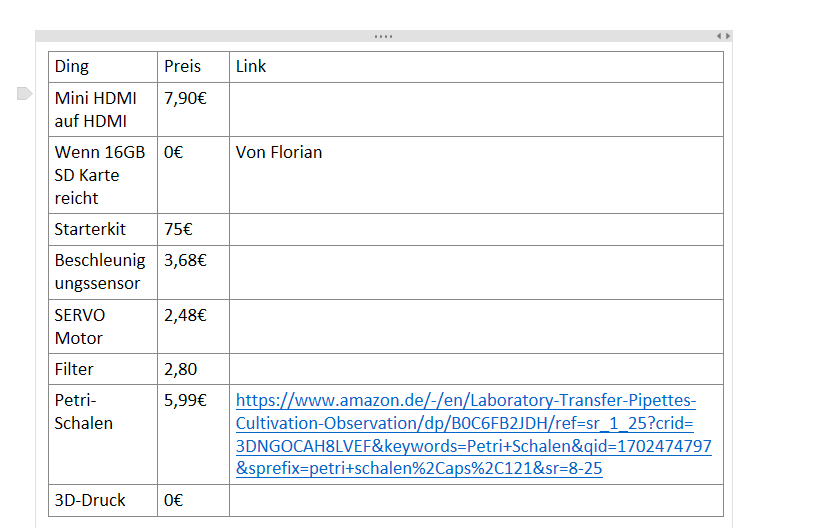 Ding Preis Link
Mini HDMI 7,90€
auf HDMI
Wenn 16GB 0€ Von Florian
SD Karte
reicht
Starterkit 75€
Beschleunig 3,68€
ungssensor
SERVO 2,48€
Motor
Filter 2,80
Petri- 5,99€ https://www.amazon.de/-/en/Laboratory-Transfer-Pipettes-
Schalen Cultivation-Observation/dp/B0C6FB2JDH/ref=sr_1_25?crid=
3DNGOCAH8LVEF&keywords=Petri+Schalen&qid=1702474797
&sprefix=petri+schalen%2Caps%2C121&sr=8-25
3D-Druck 0€